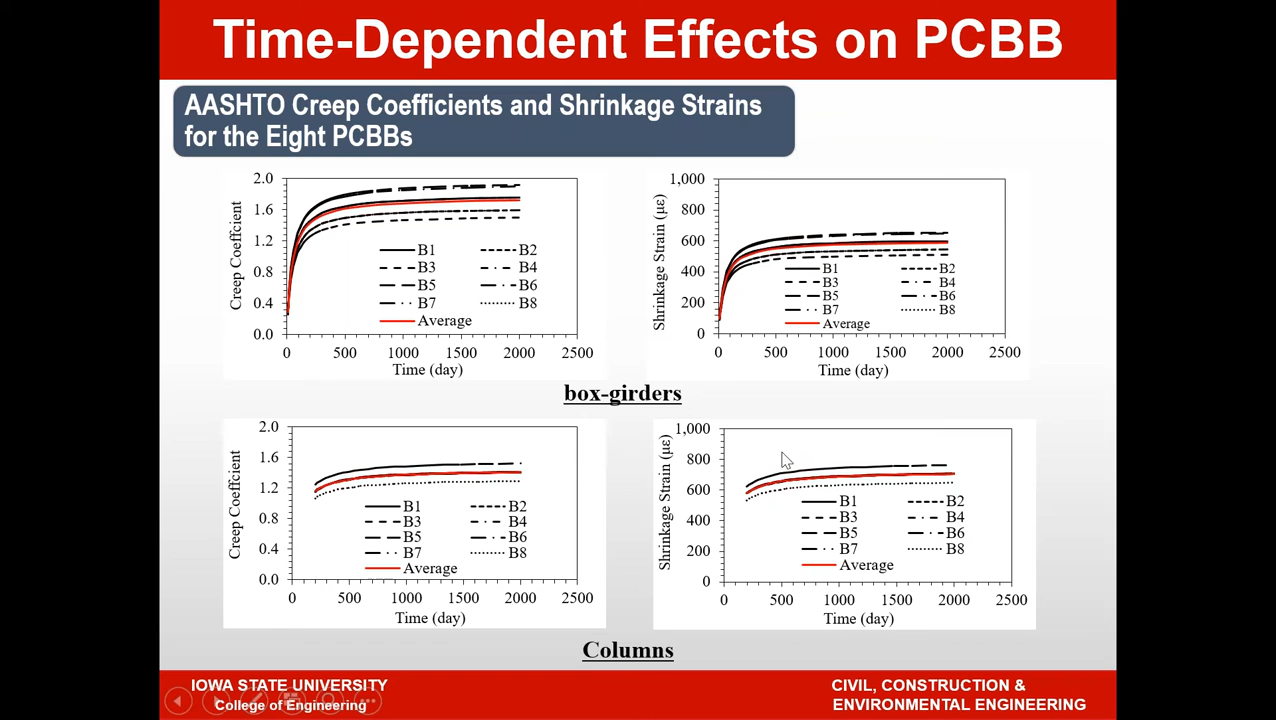 Time-Dependent Effects on PCBB
AASHTO Creep Coefficients and Shrinkage Strains
for the Eight PCBBs
Creep Coeffcient
2.0
1.6
1.2
0.8
0.4
0.0
B1
B2
B3
B4
B5
B6
B7
B8
Average
0
500
1000
1500
2000
2500
Time (day)
Shrinkage Strain (με)
1,000
800
600
400
200
0
B1
B2
B3
B4
B5
B6
B7
B8
Average
0
500
1000
1500
2000
2500
Time (day)
box-girders
Creep Coeffcient
2.0
1.6
1.2
0.8
0.4
0.0
B1
B2
B3
B4
B5
B6
B7
B8
Average
0
500
1000
1500
2000
2500
Time (day)
Shrinkage Strain (με)
1,000
800
600
400
200
0
B1
B2
B3
B4
B5
B6
B7
B8
Average
0
500
1000
1500
2000
2500
Time (day)
Columns
IOWA STATE UNIVERSITY
College of Engineering
CIVIL, CONSTRUCTION &
ENVIRONMENTAL ENGINEERING